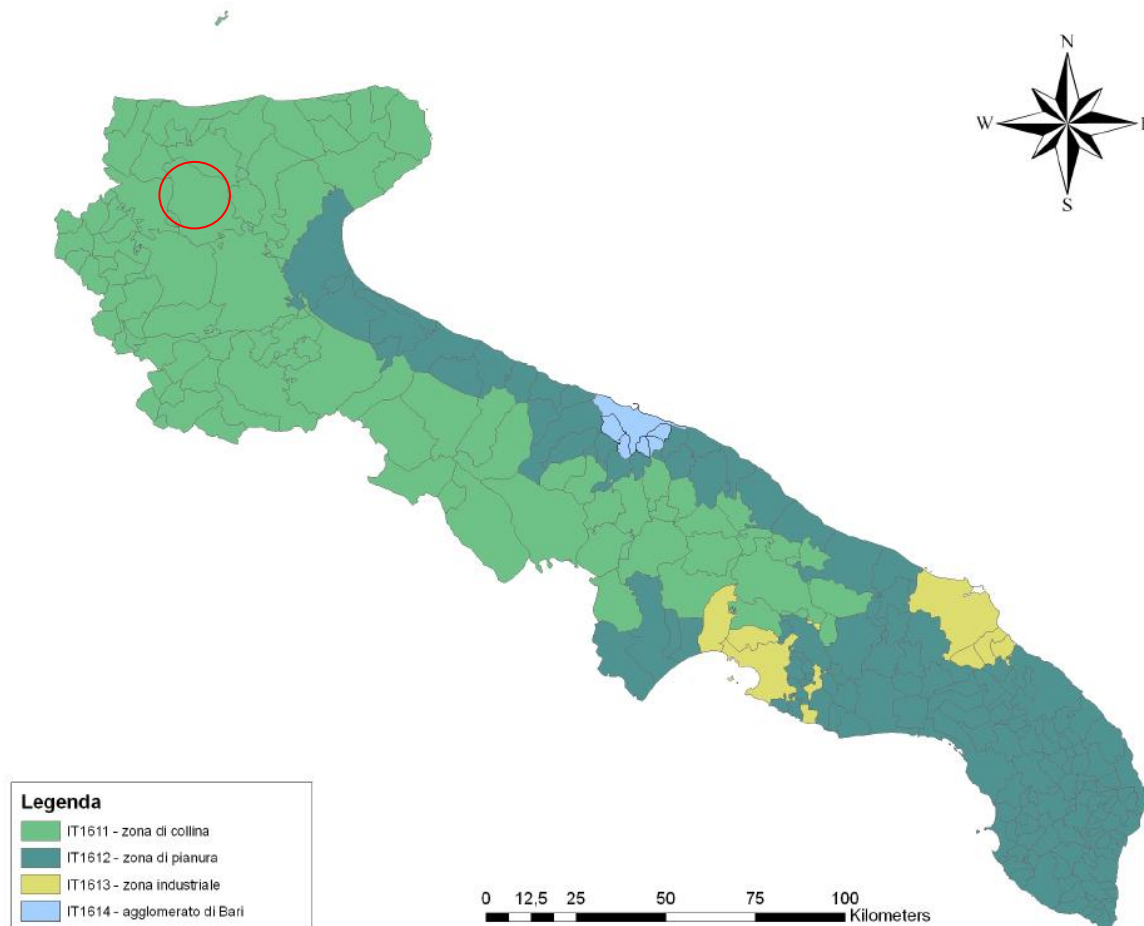 N
W
E
S
Legenda
IT1611 - zona di collina
IT1612 - zona di pianura
IT1613 - zona industriale
IT1614 - agglomerato di Bari
0 12,5 25 50 75 100
Kilometers